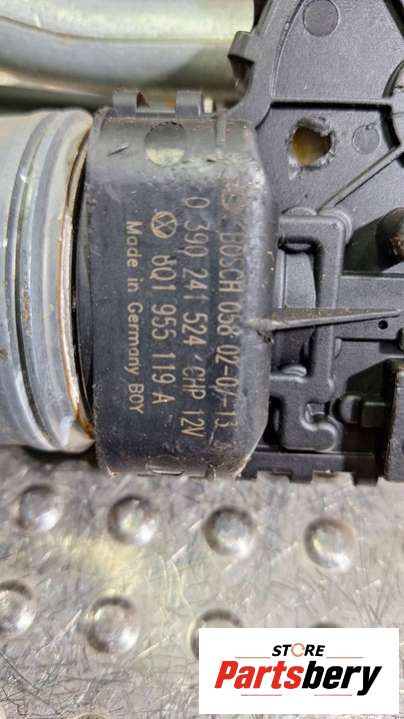 BOSCH 058 02-07-13
0 390 241 524 CHP 12V
6Q1 955 119 A
Made in Germany BOY
STORE
Partsbery